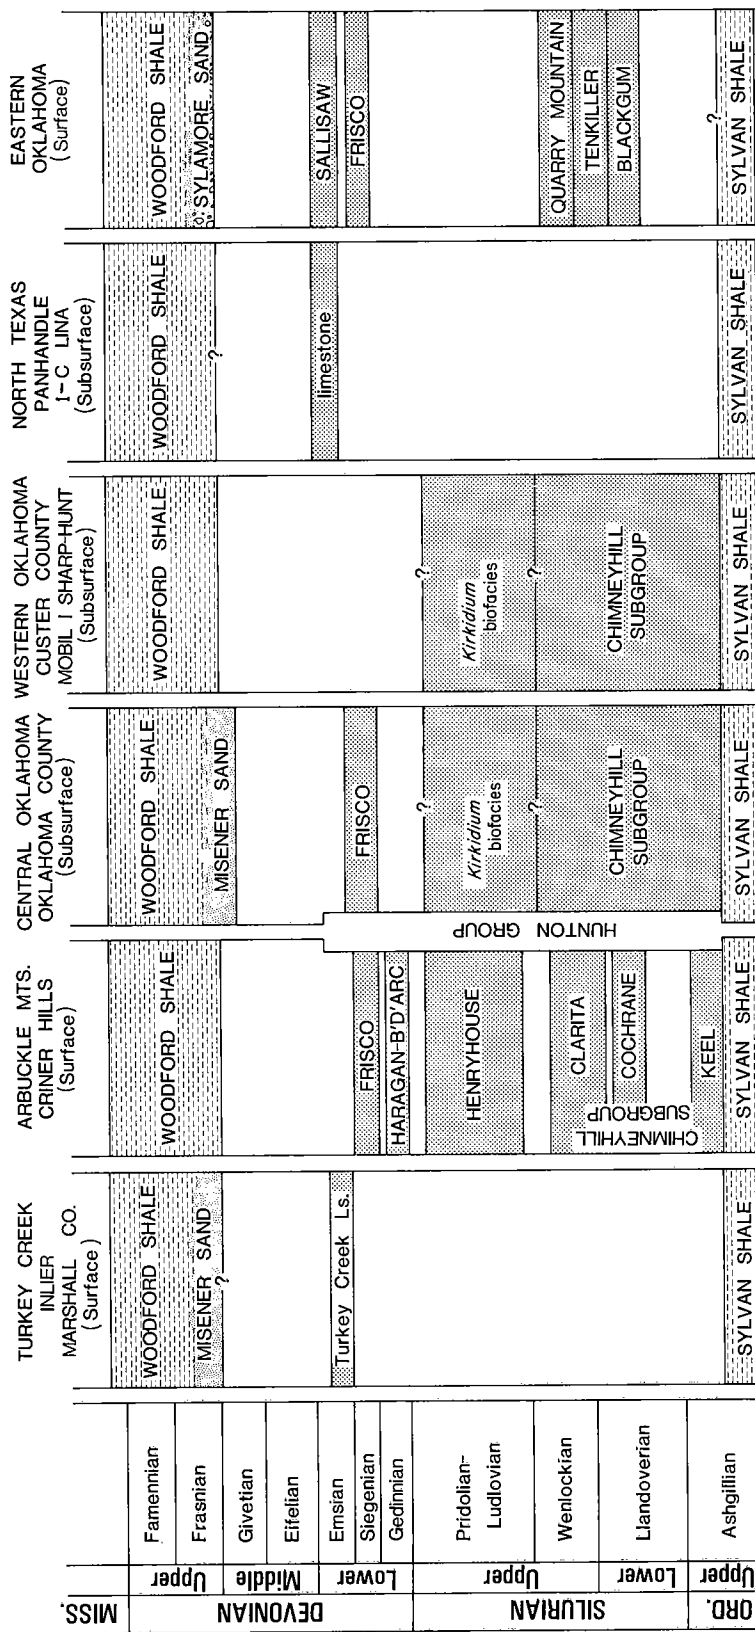 TURKEY CREEK
INLIER
MARSHALL CO.
(Surface)
ARBUCKLE MTS.
CRINER HILLS
(Surface)
CENTRAL OKLAHOMA
OKLAHOMA COUNTY
(Subsurface)
WESTERN OKLAHOMA
CUSTER COUNTY
MOBIL 1 SHARP-HUNT
(Subsurface)
NORTH TEXAS
PANHANDLE
1-C LINA
(Subsurface)
EASTERN
OKLAHOMA
(Surface)
MISS.
DEVONIAN
SILURIAN
ORD.
Upper
Middle
Lower
Upper
Lower
Upper
Famennian
Frasnian
Givetian
Eifelian
Emsian
Siegenian
Gedinnian
Pridolian-
Ludlovian
Wenlockian
Llandoverian
Ashgillian
WOODFORD SHALE
MISENER SAND
?
Turkey Creek Ls.
SYLVAN SHALE
WOODFORD SHALE
FRISCO
HARAGAN-B'D'ARC
HENRYHOUSE
CLARITA
COCHRANE
CHIMNEYHILL
SUBGROUP
KEEL
SYLVAN SHALE
HUNTON GROUP
WOODFORD SHALE
MISENER SAND
FRISCO
?
Kirkidium
biofacies
?
CHIMNEYHILL
SUBGROUP
SYLVAN SHALE
WOODFORD SHALE
?
Kirkidium
biofacies
?
CHIMNEYHILL
SUBGROUP
SYLVAN SHALE
WOODFORD SHALE
?
limestone
SYLVAN SHALE
WOODFORD SHALE
SYLAMORE SAND
SALLISAW
FRISCO
QUARRY MOUNTAIN
TENKILLER
BLACKGUM
?
SYLVAN SHALE